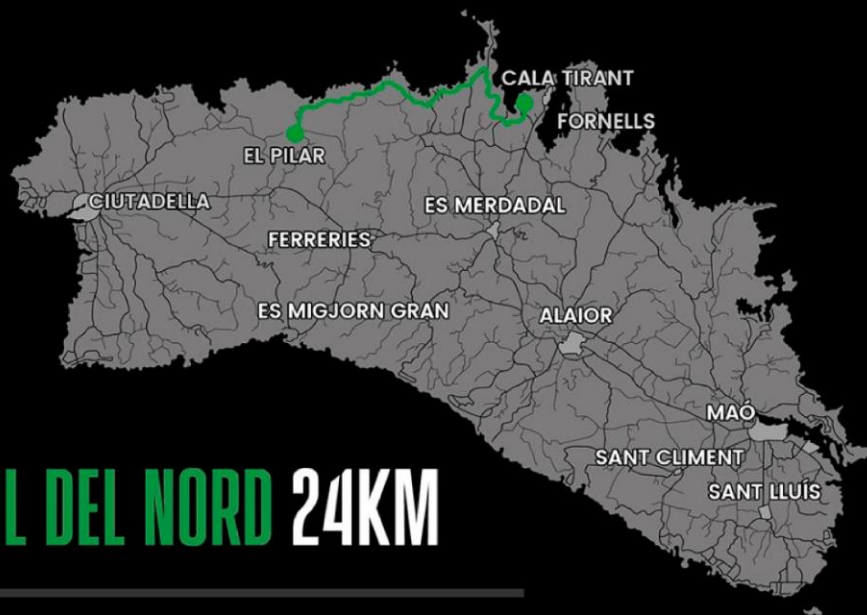 CALA TIRANT
FORNELLS
EL PILAR
CIUTADELLA
ES MERDADAL
FERRERIES
ES MIGJORN GRAN
ALAIOR
MAÓ
SANT CLIMENT
SANT LLUÍS
L DEL NORD 24KM